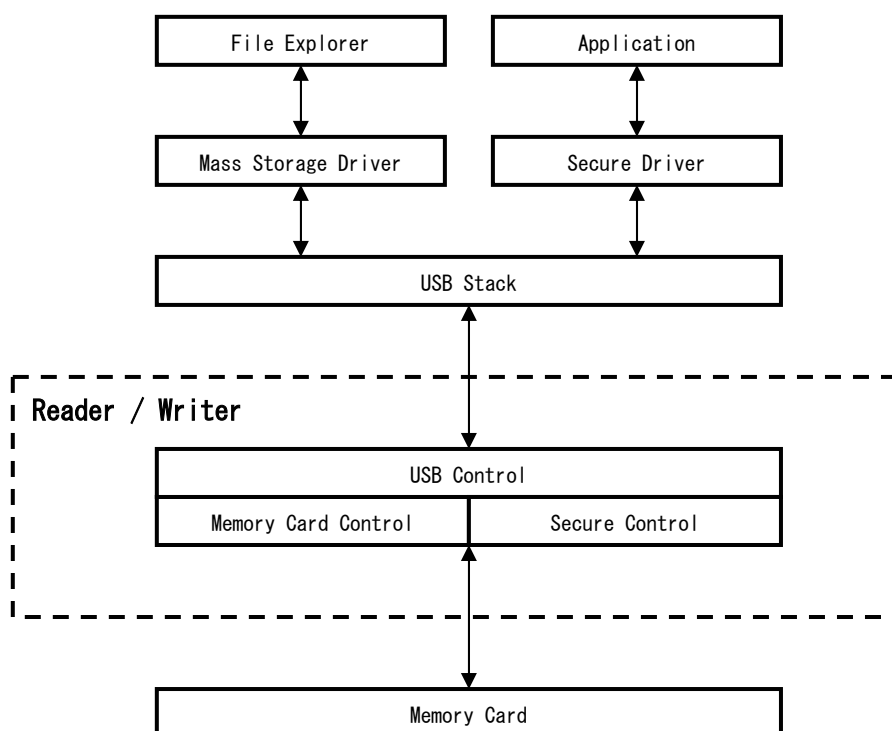 File Explorer
Application
Mass Storage Driver
Secure Driver
USB Stack
Reader / Writer
USB Control
Memory Card Control
Secure Control
Memory Card